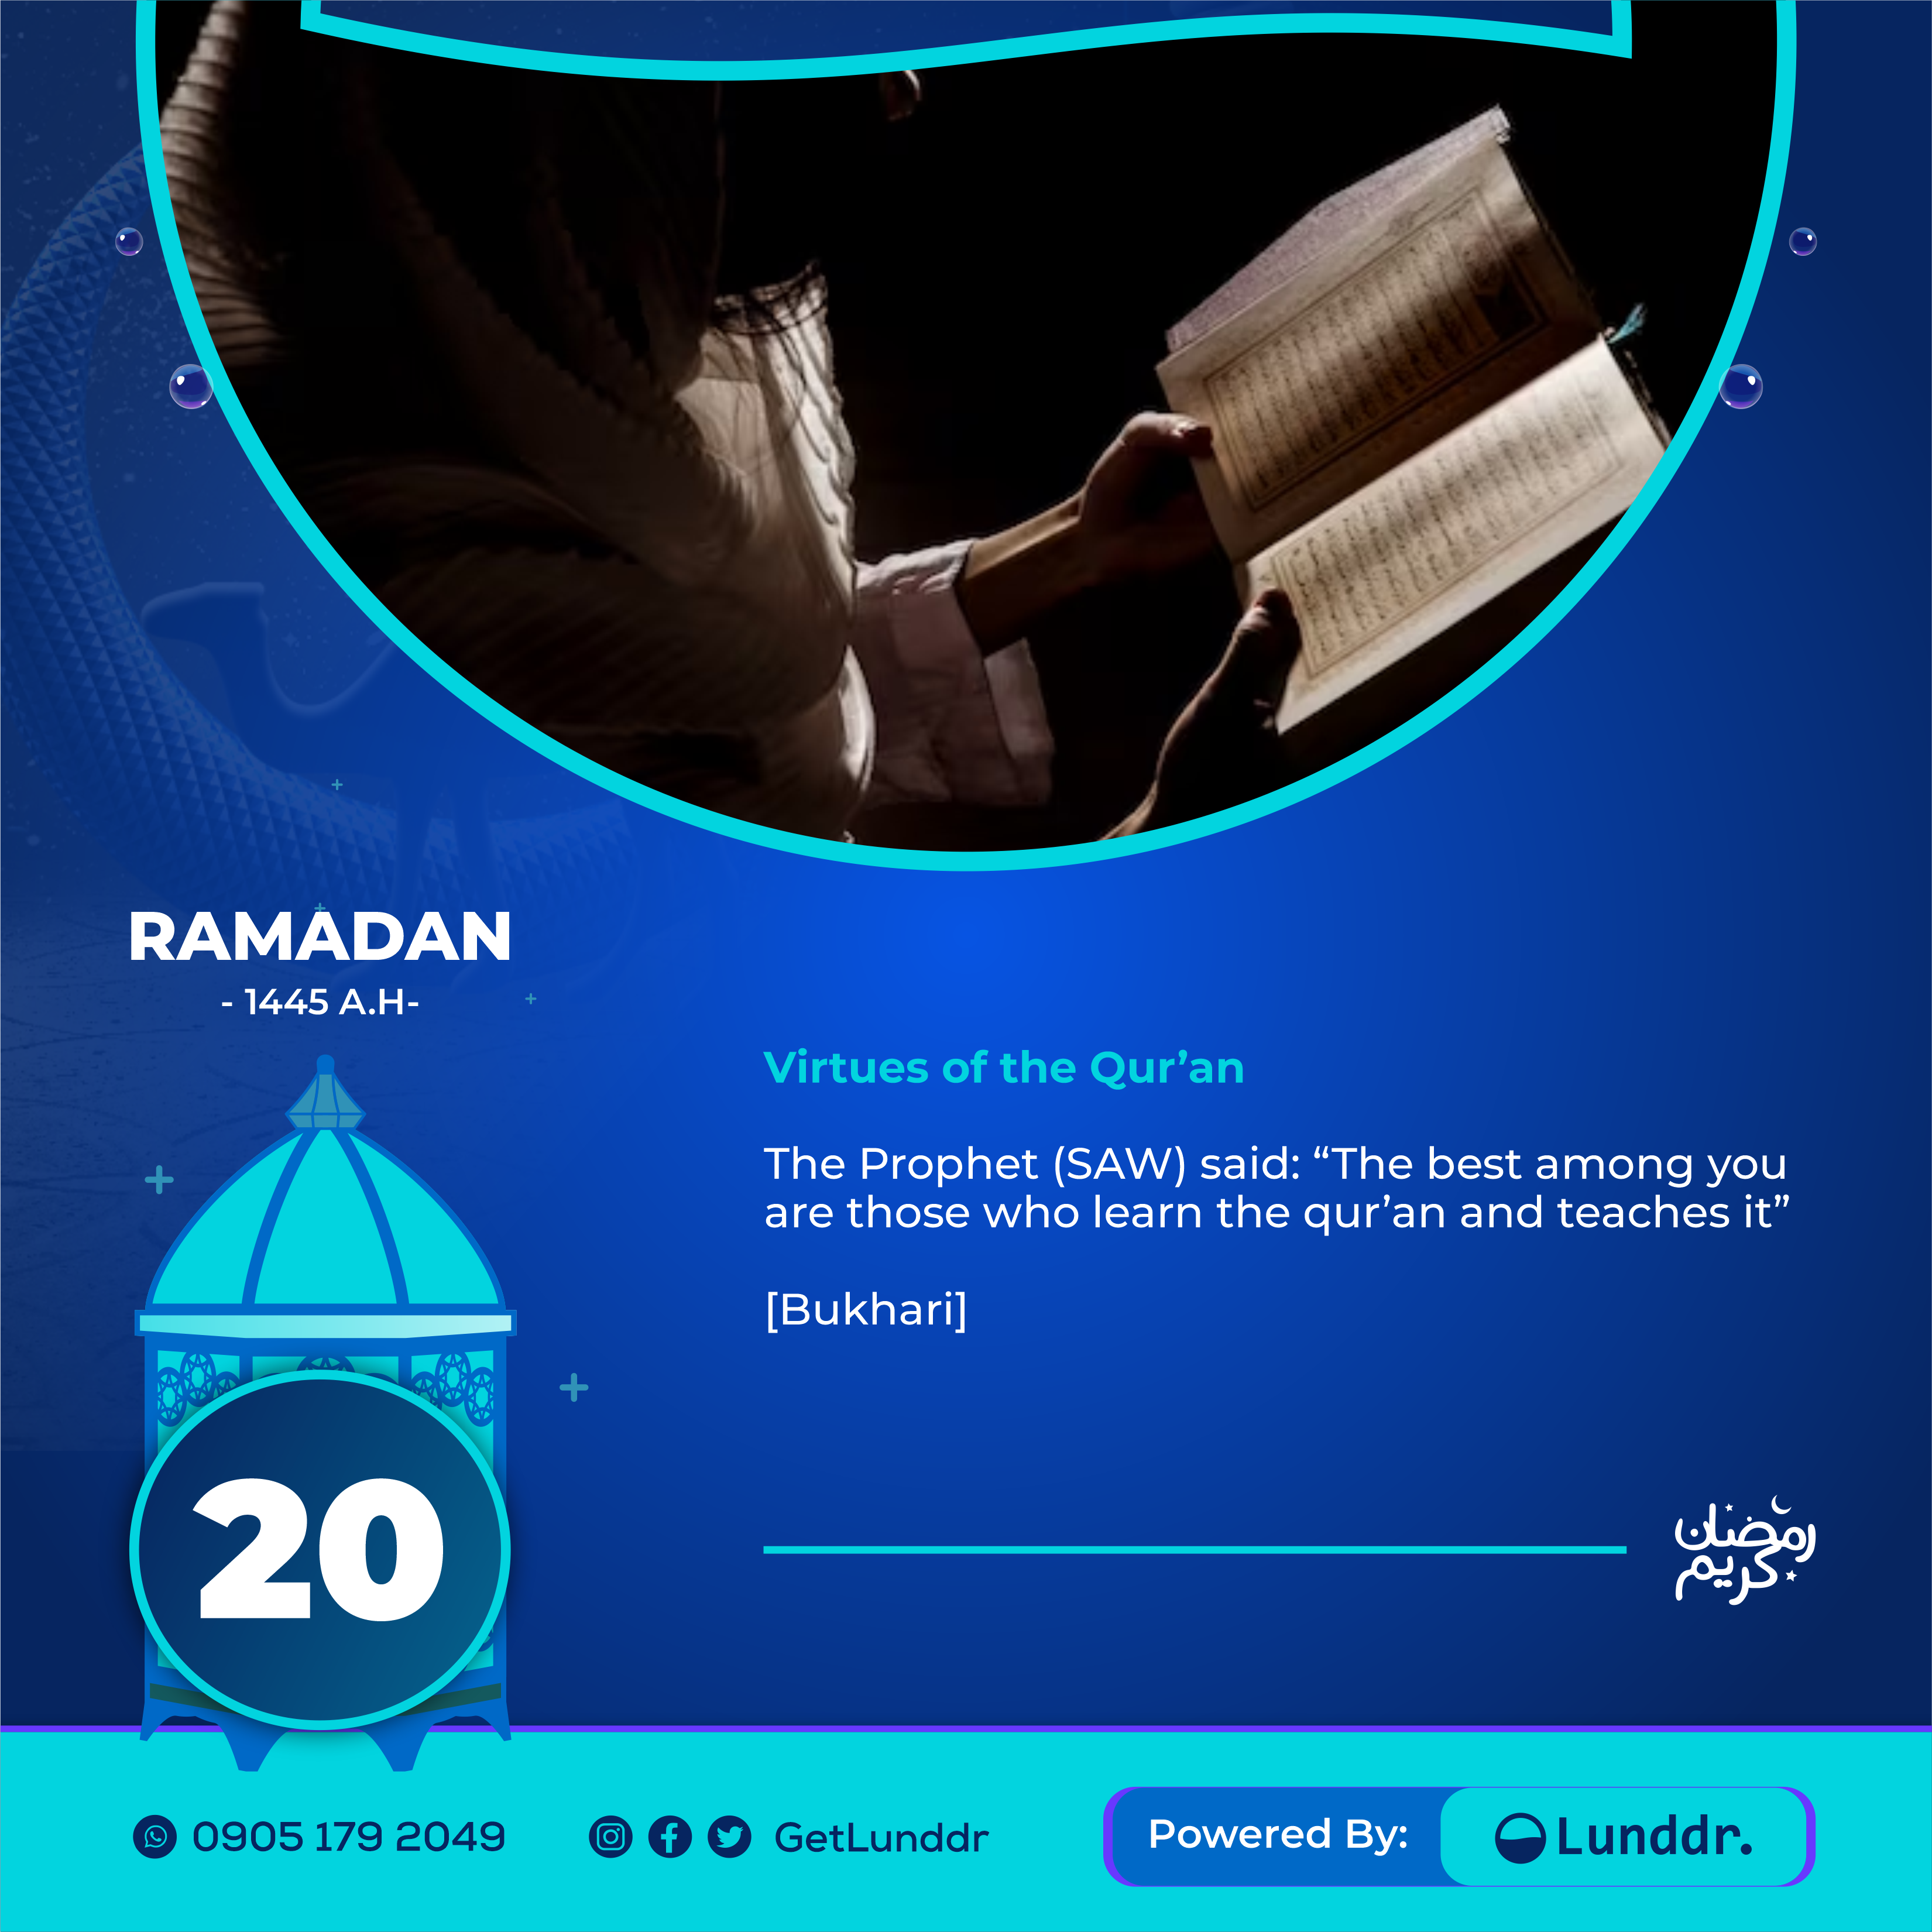 RAMADAN
- 1445 A.H-
Virtues of the Qur’an
The Prophet (SAW) said: “The best among you
are those who learn the qur’an and teaches it”
[Bukhari]
20
رمضان
كريم
0905 179 2049
GetLunddr
Powered By:
Lunddr.